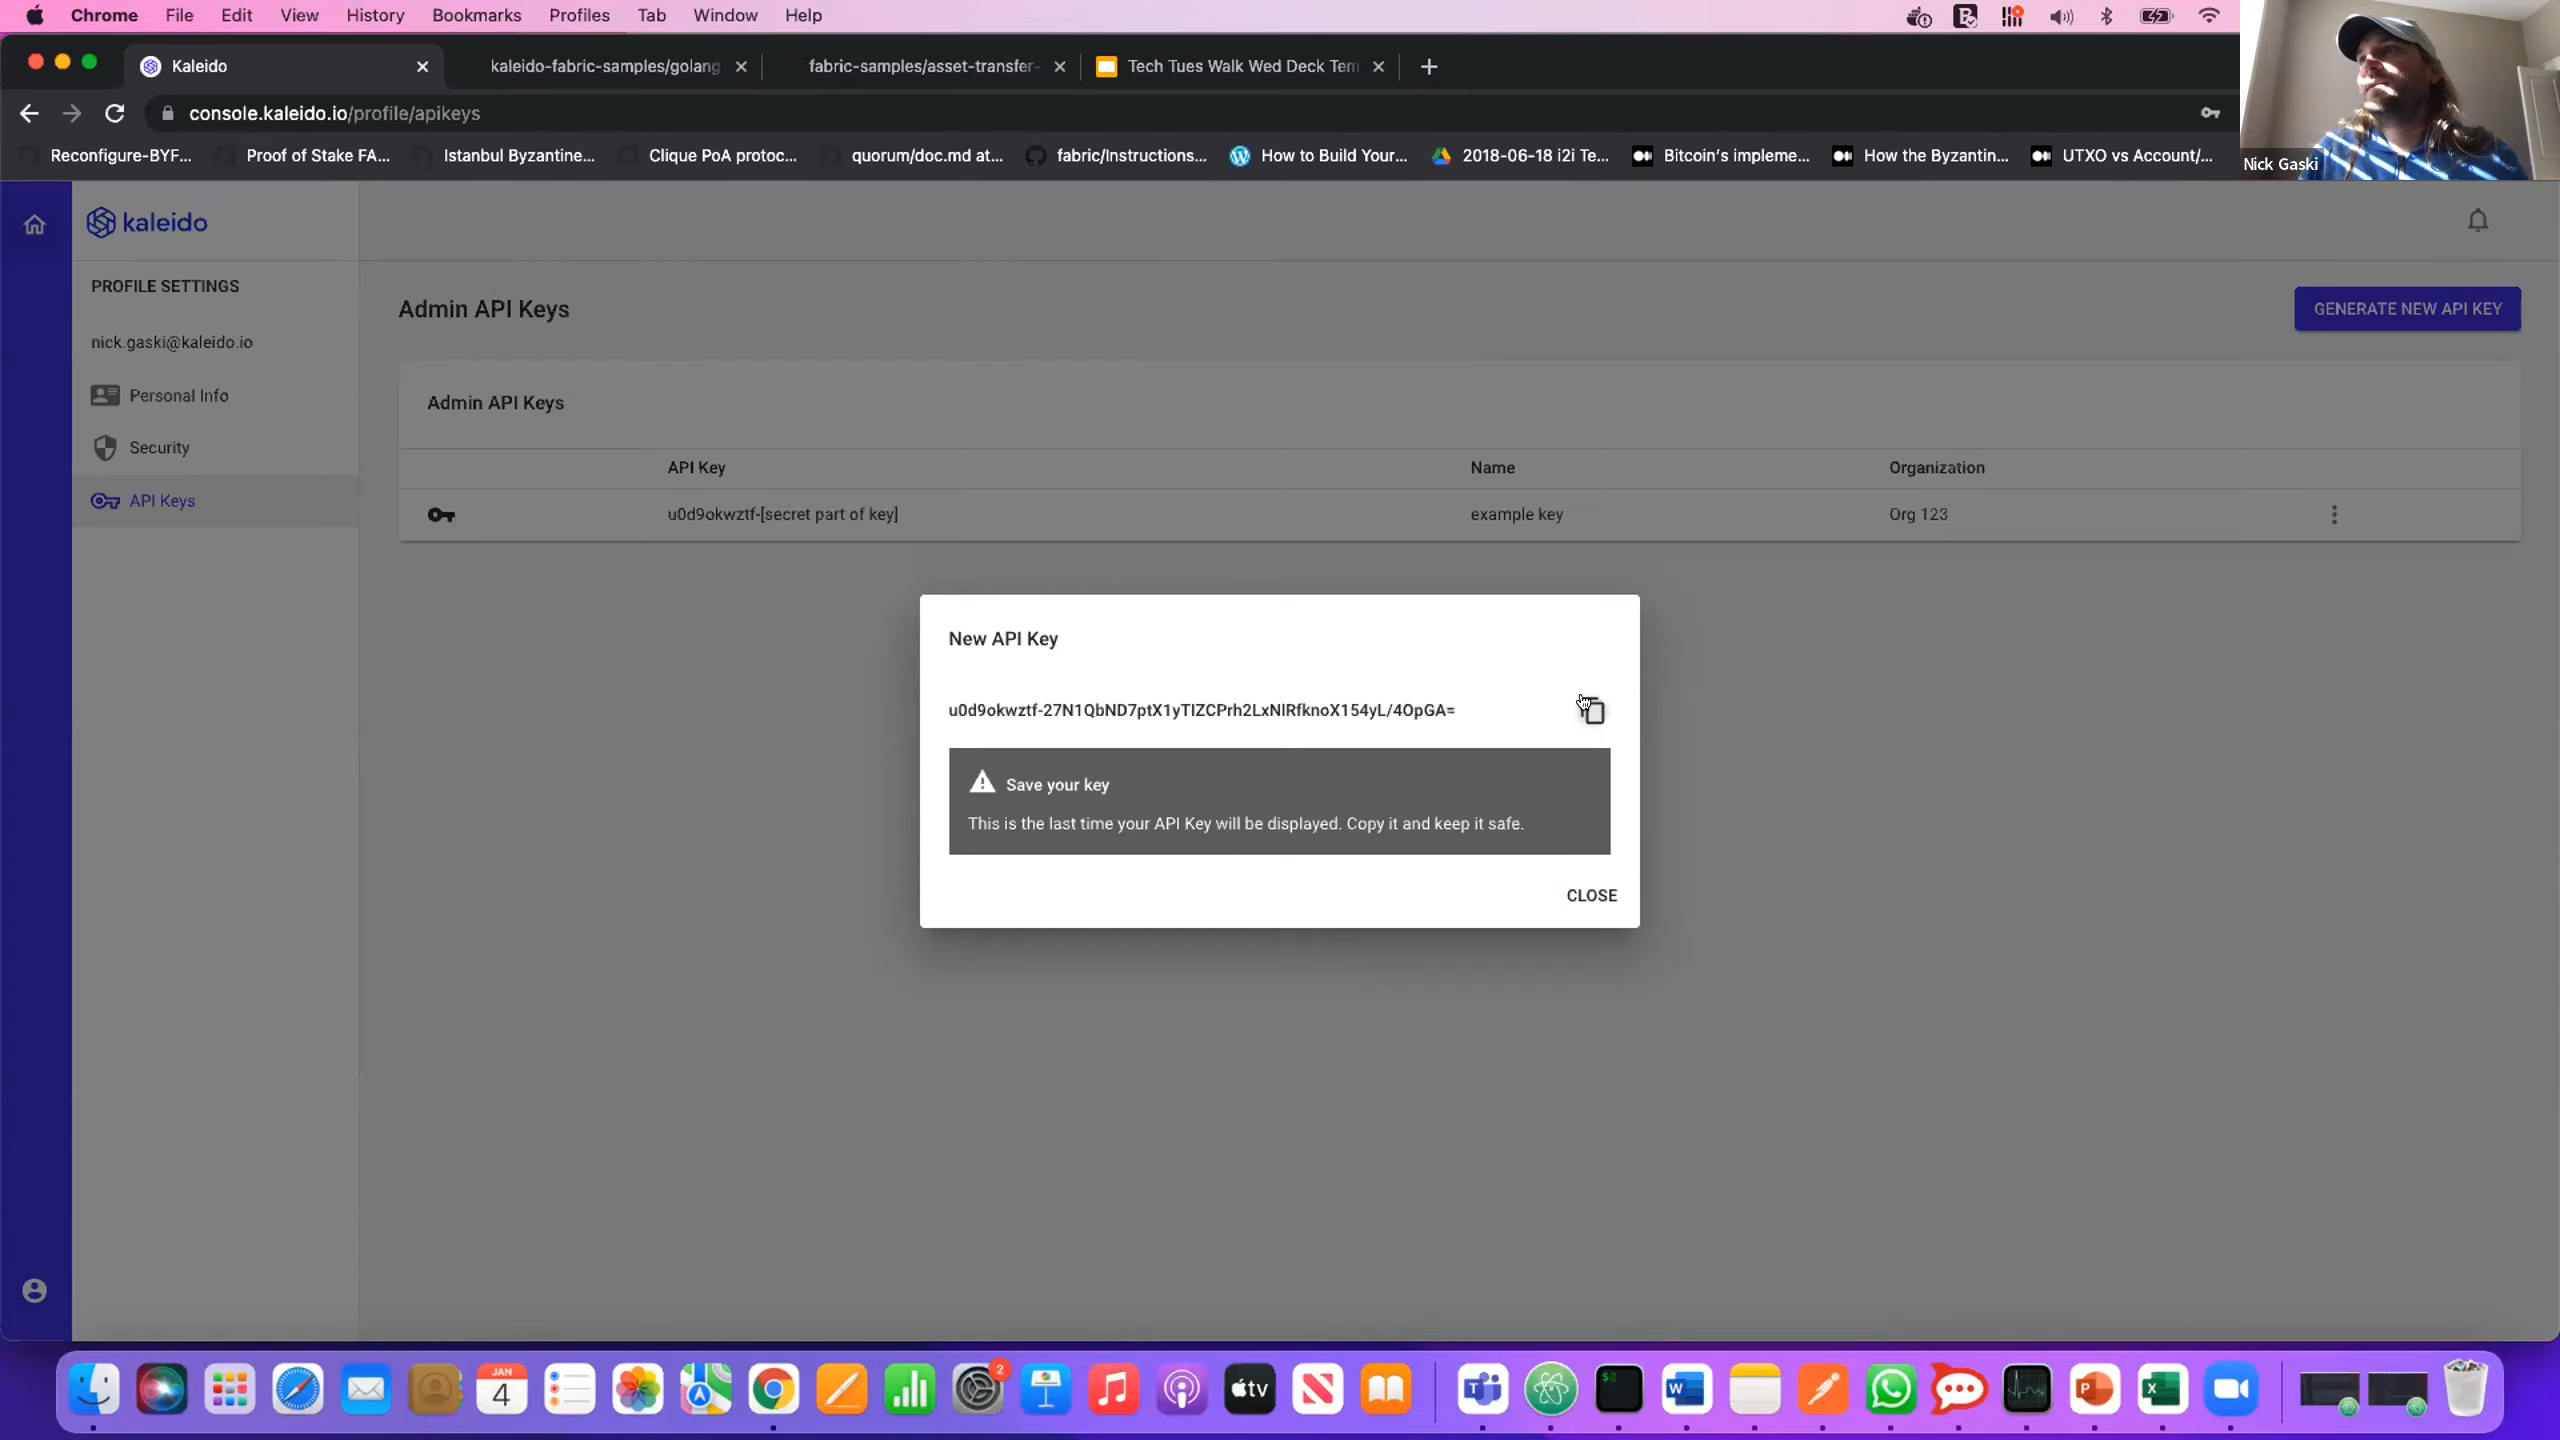 Chrome File Edit View History Bookmarks Profiles Tab Window Help
Kaleido
kaleido-fabric-samples/golang
fabric-samples/asset-transfer-
Tech Tues Walk Wed Deck Tem
console.kaleido.io/profile/apikeys
Reconfigure-BYF...
Proof of Stake FA...
Istanbul Byzantine...
Clique PoA protoc...
quorum/doc.md at...
fabric/Instructions...
How to Build Your...
2018-06-18 i2i Te...
Bitcoin's impleme...
How the Byzantin...
UTXO vs Account/...
Nick Gaski
kaleido
PROFILE SETTINGS
nick.gaski@kaleido.io
Personal Info
Security
API Keys
Admin API Keys
GENERATE NEW API KEY
Admin API Keys
API Key Name Organization
u0d9okwztf-[secret part of key] example key Org 123
New API Key
u0d9okwztf-27N1QbND7ptX1yTIZCPrh2LxNlRfknoX154yL/4OpGA=
Save your key
This is the last time your API Key will be displayed. Copy it and keep it safe.
CLOSE
JAN
4
2
tv